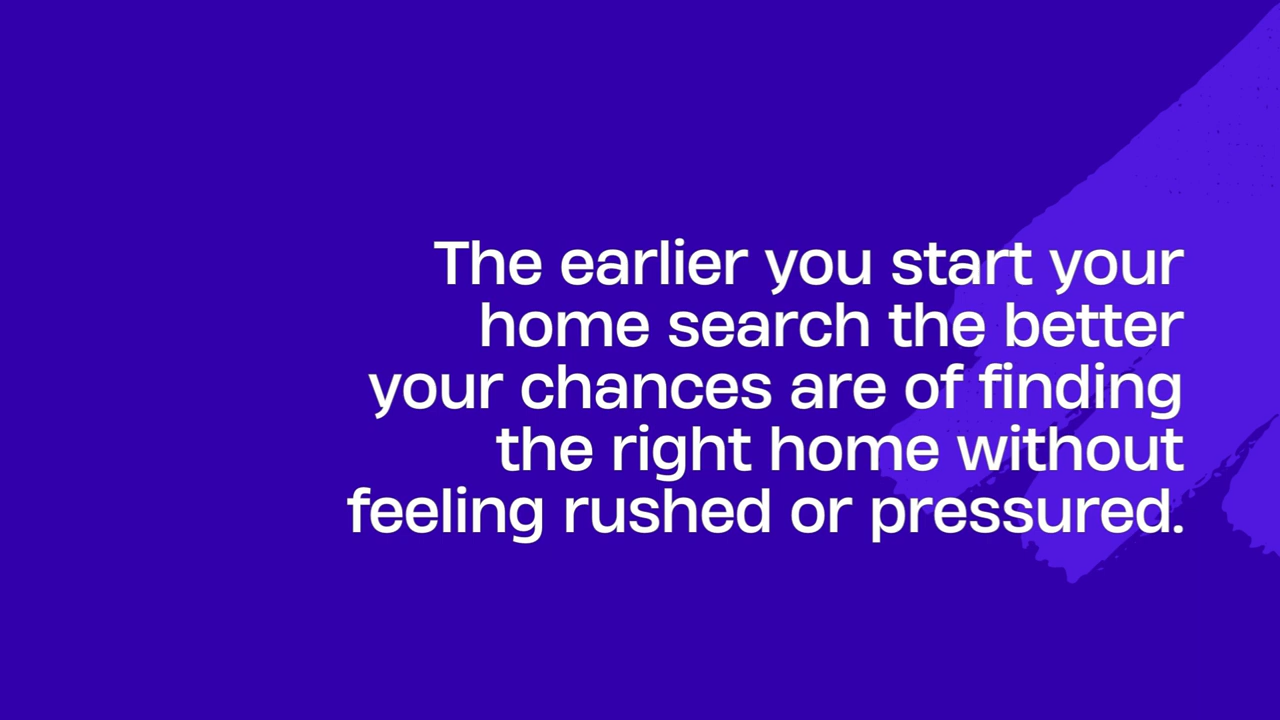 The earlier you start your
home search the better
your chances are of finding
the right home without
feeling rushed or pressured.